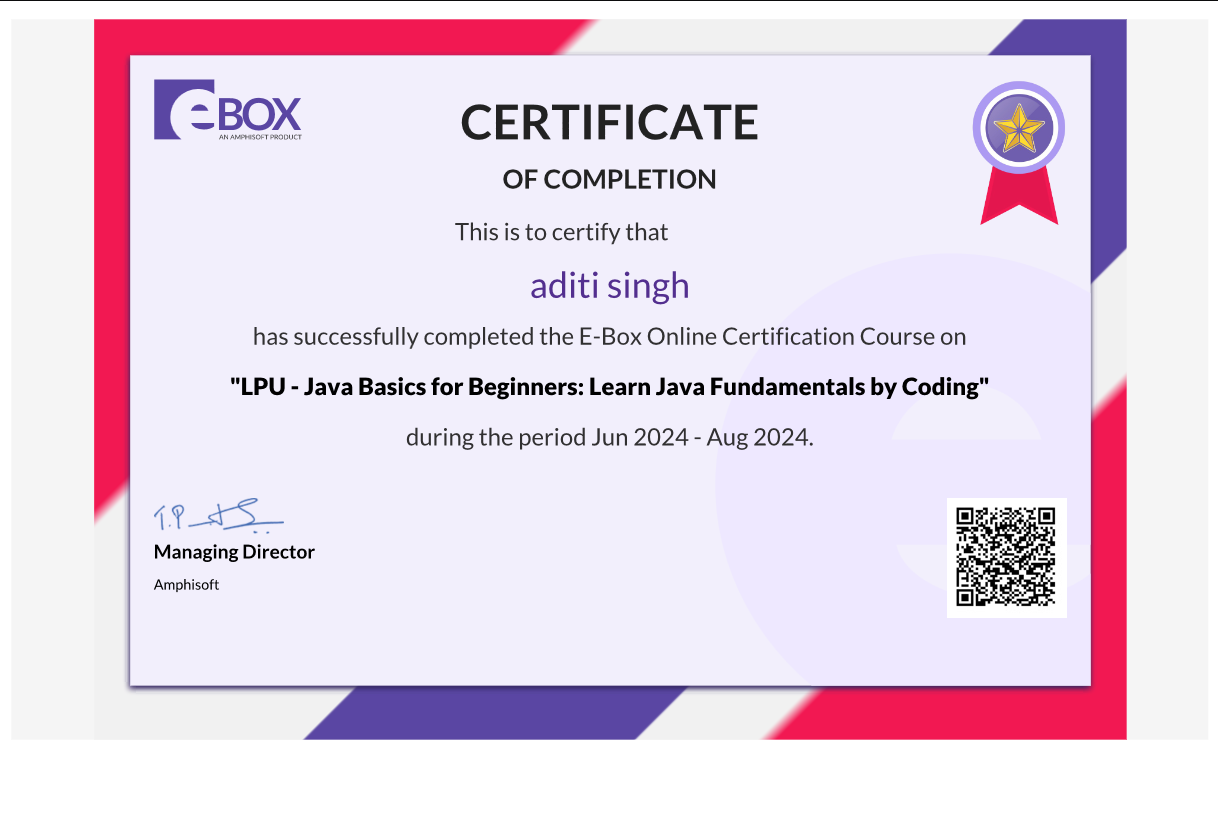 eBOX
AN AMPHISOFT PRODUCT
CERTIFICATE
OF COMPLETION
This is to certify that
aditi singh
has successfully completed the E-Box Online Certification Course on
"LPU - Java Basics for Beginners: Learn Java Fundamentals by Coding"
during the period Jun 2024 - Aug 2024.
Managing Director
Amphisoft